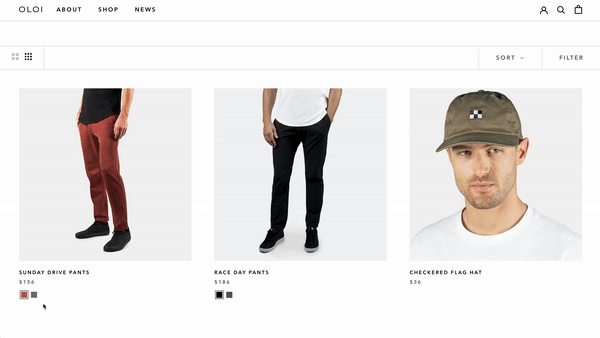 OLOI ABOUT SHOP NEWS
SORT FILTER
SUNDAY DRIVE PANTS
$156
RACE DAY PANTS
$186
CHECKERED FLAG HAT
$36